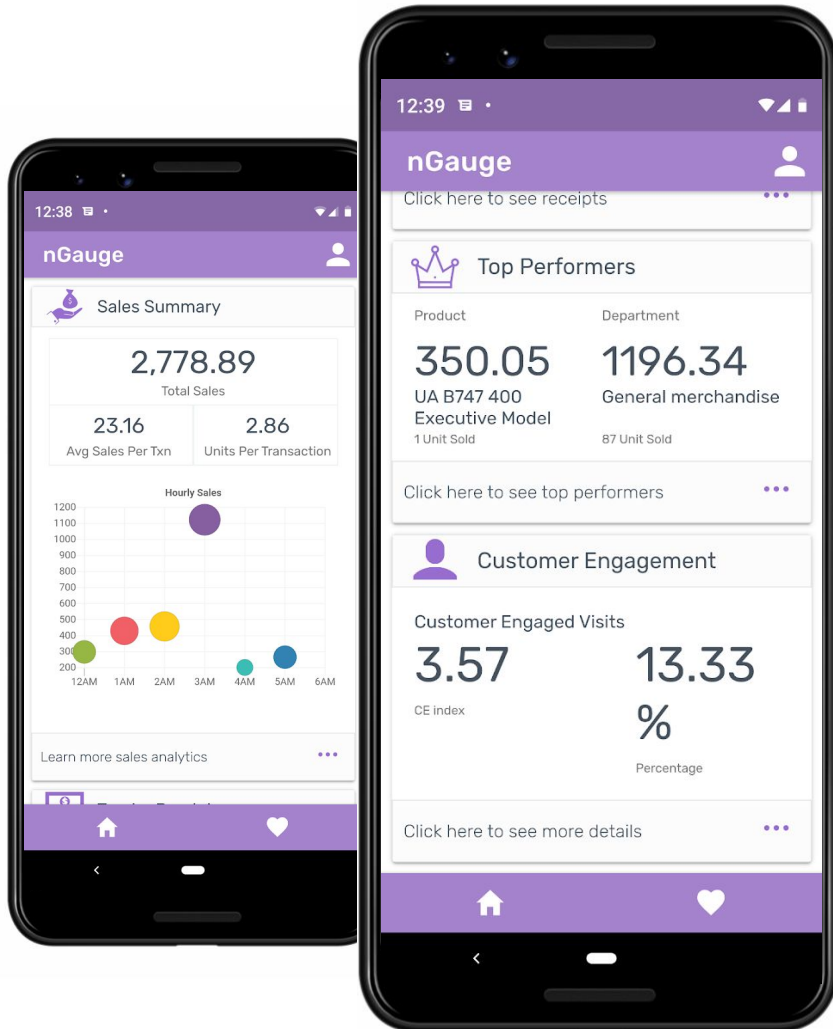 12:38
nGauge
Sales Summary
2,778.89
Total Sales
23.16
2.86
Avg Sales Per Txn
Units Per Transaction
Hourly Sales
1200
1100
1000
900
800
700
600
500
400
300
200
12AM 1AM 2AM 3AM 4AM 5AM 6AM
Learn more sales analytics
12:39
nGauge
Click here to see receipts
Top Performers
Product
Department
350.05
1196.34
UA B747 400
Executive Model
General merchandise
1 Unit Sold
87 Unit Sold
Click here to see top performers
Customer Engagement
Customer Engaged Visits
3.57
13.33
%
CE index
Percentage
Click here to see more details